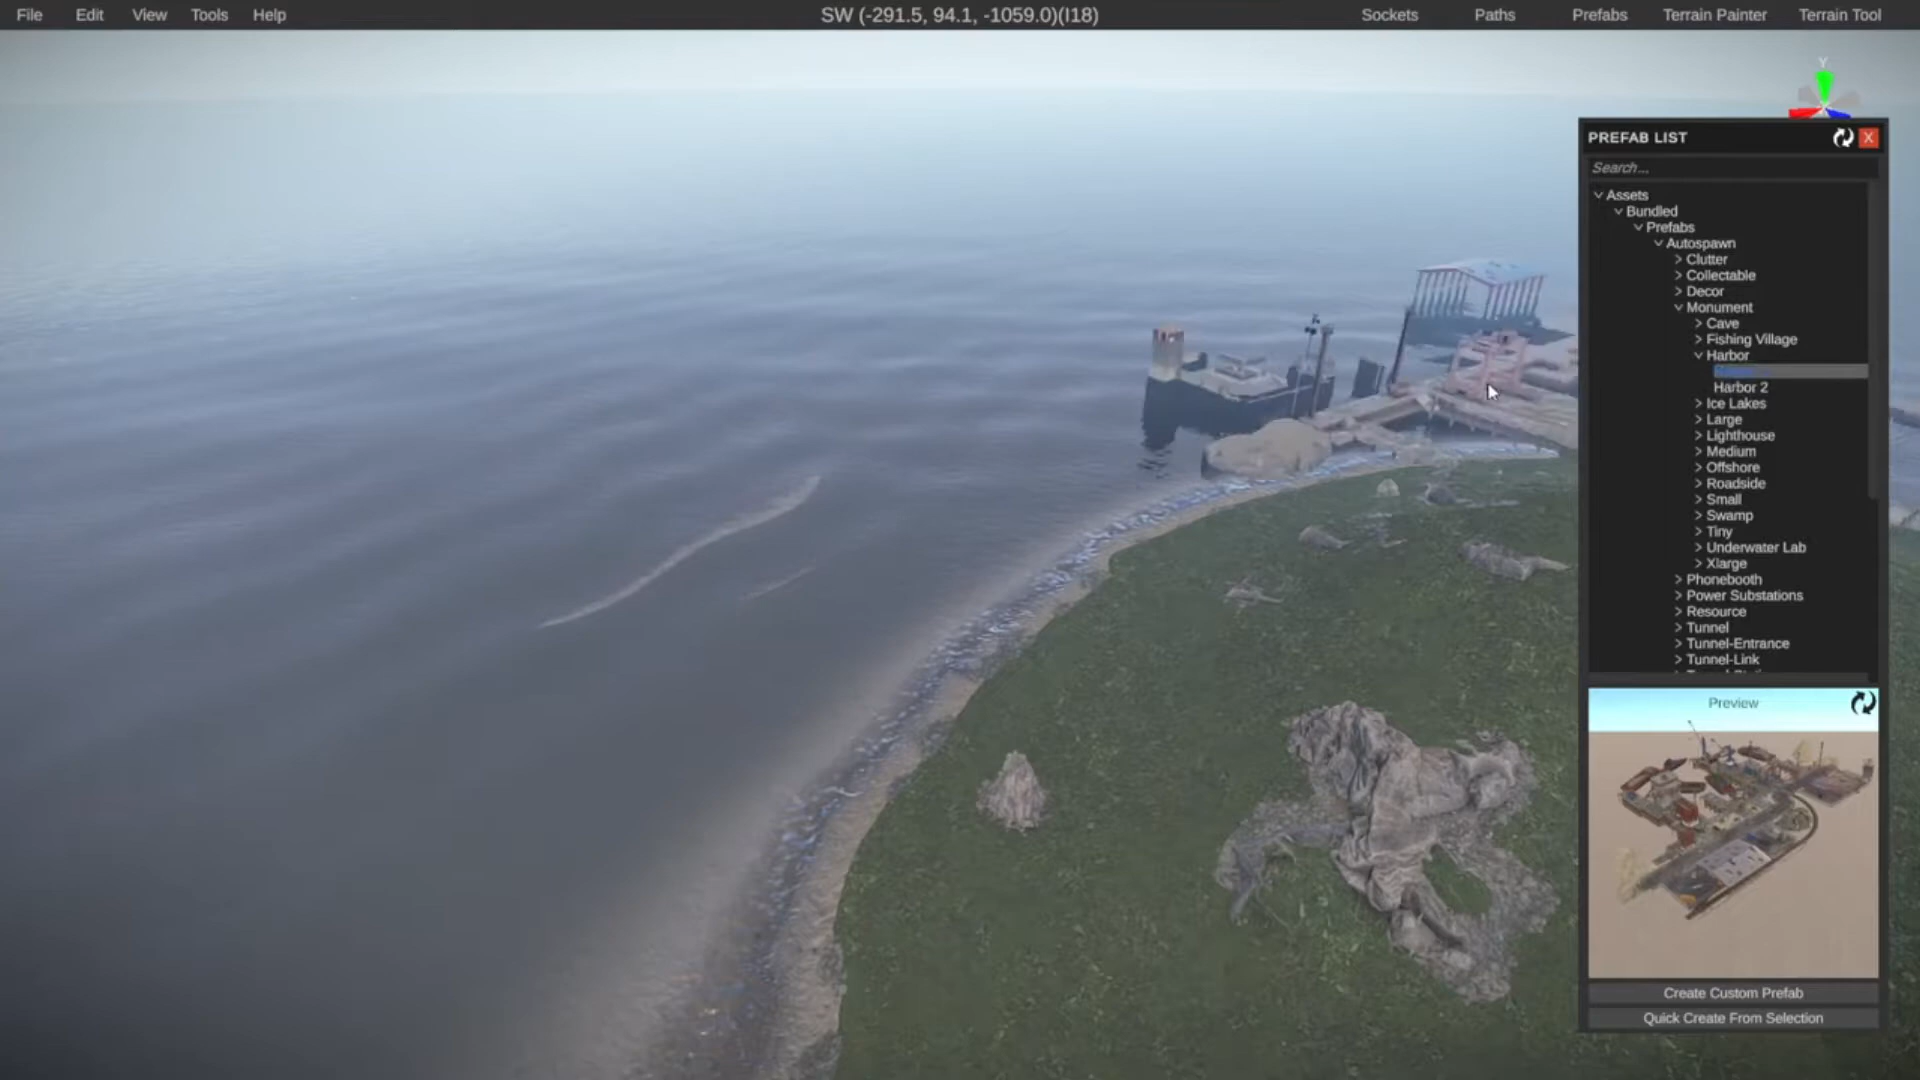 File Edit View Tools Help SW (-291.5, 94.1, -1059.0)(I18) Sockets Paths Prefabs Terrain Painter Terrain Tool
Y
PREFAB LIST X
Search...
Assets
Bundled
Prefabs
Autospawn
Clutter
Collectable
Decor
Monument
Cave
Fishing Village
Harbor
Harbor 2
Ice Lakes
Large
Lighthouse
Medium
Offshore
Roadside
Small
Swamp
Tiny
Underwater Lab
Xlarge
Phonebooth
Power Substations
Resource
Tunnel
Tunnel-Entrance
Tunnel-Link
Preview
Create Custom Prefab
Quick Create From Selection